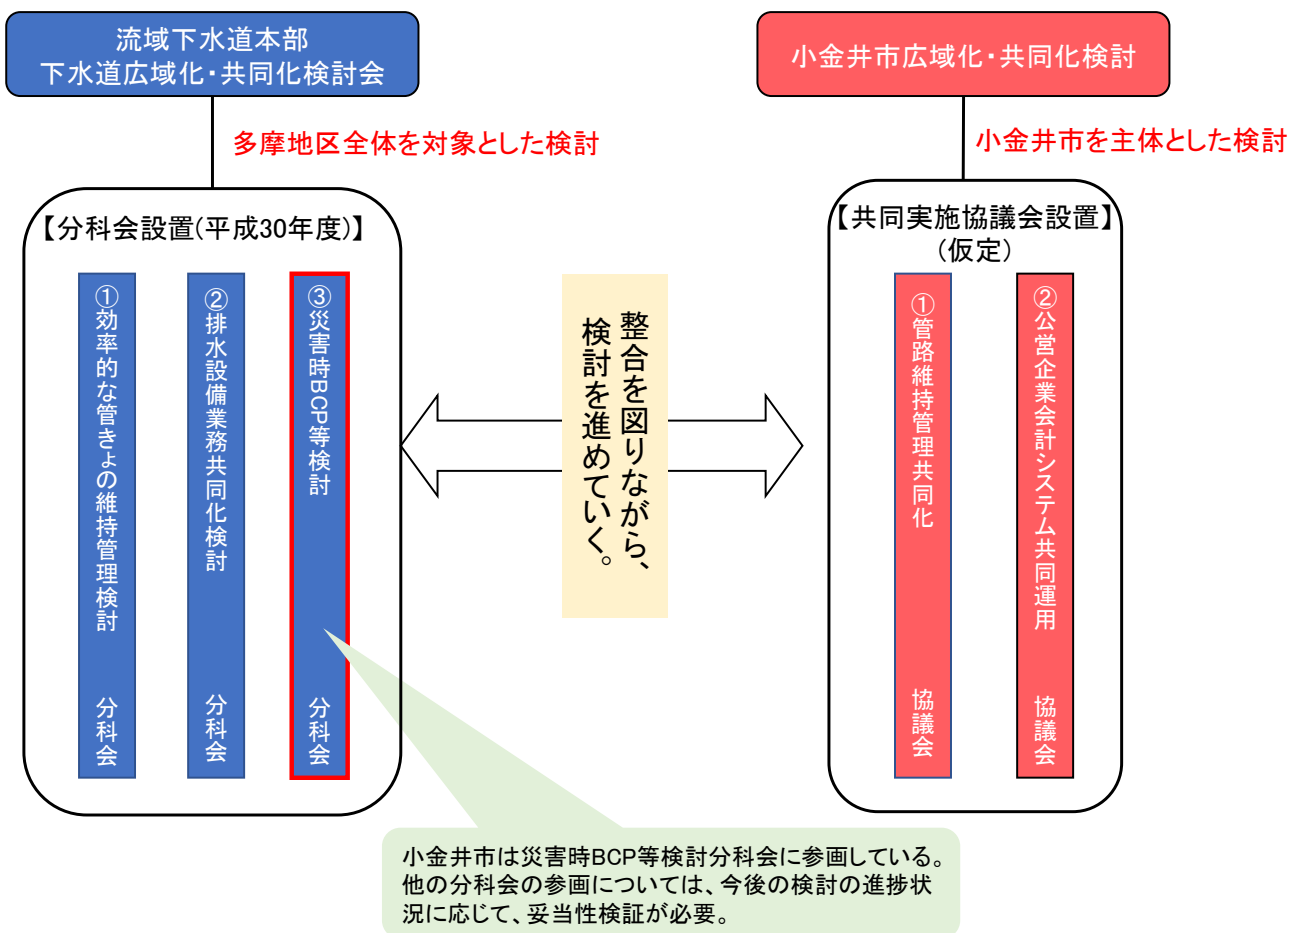 流域下水道本部
下水道広域化・共同化検討会
多摩地区全体を対象とした検討
【分科会設置(平成30年度)】
①効率的な管きょの維持管理検討 分科会
②排水設備業務共同化検討 分科会
③災害時BCP等検討 分科会
整合を図りながら、
検討を進めていく。
小金井市広域化・共同化検討
小金井市を主体とした検討
【共同実施協議会設置】
(仮定)
①管路維持管理共同化 協議会
②公営企業会計システム共同運用 協議会
小金井市は災害時BCP等検討分科会に参画している。
他の分科会の参画については、今後の検討の進捗状
況に応じて、妥当性検証が必要。